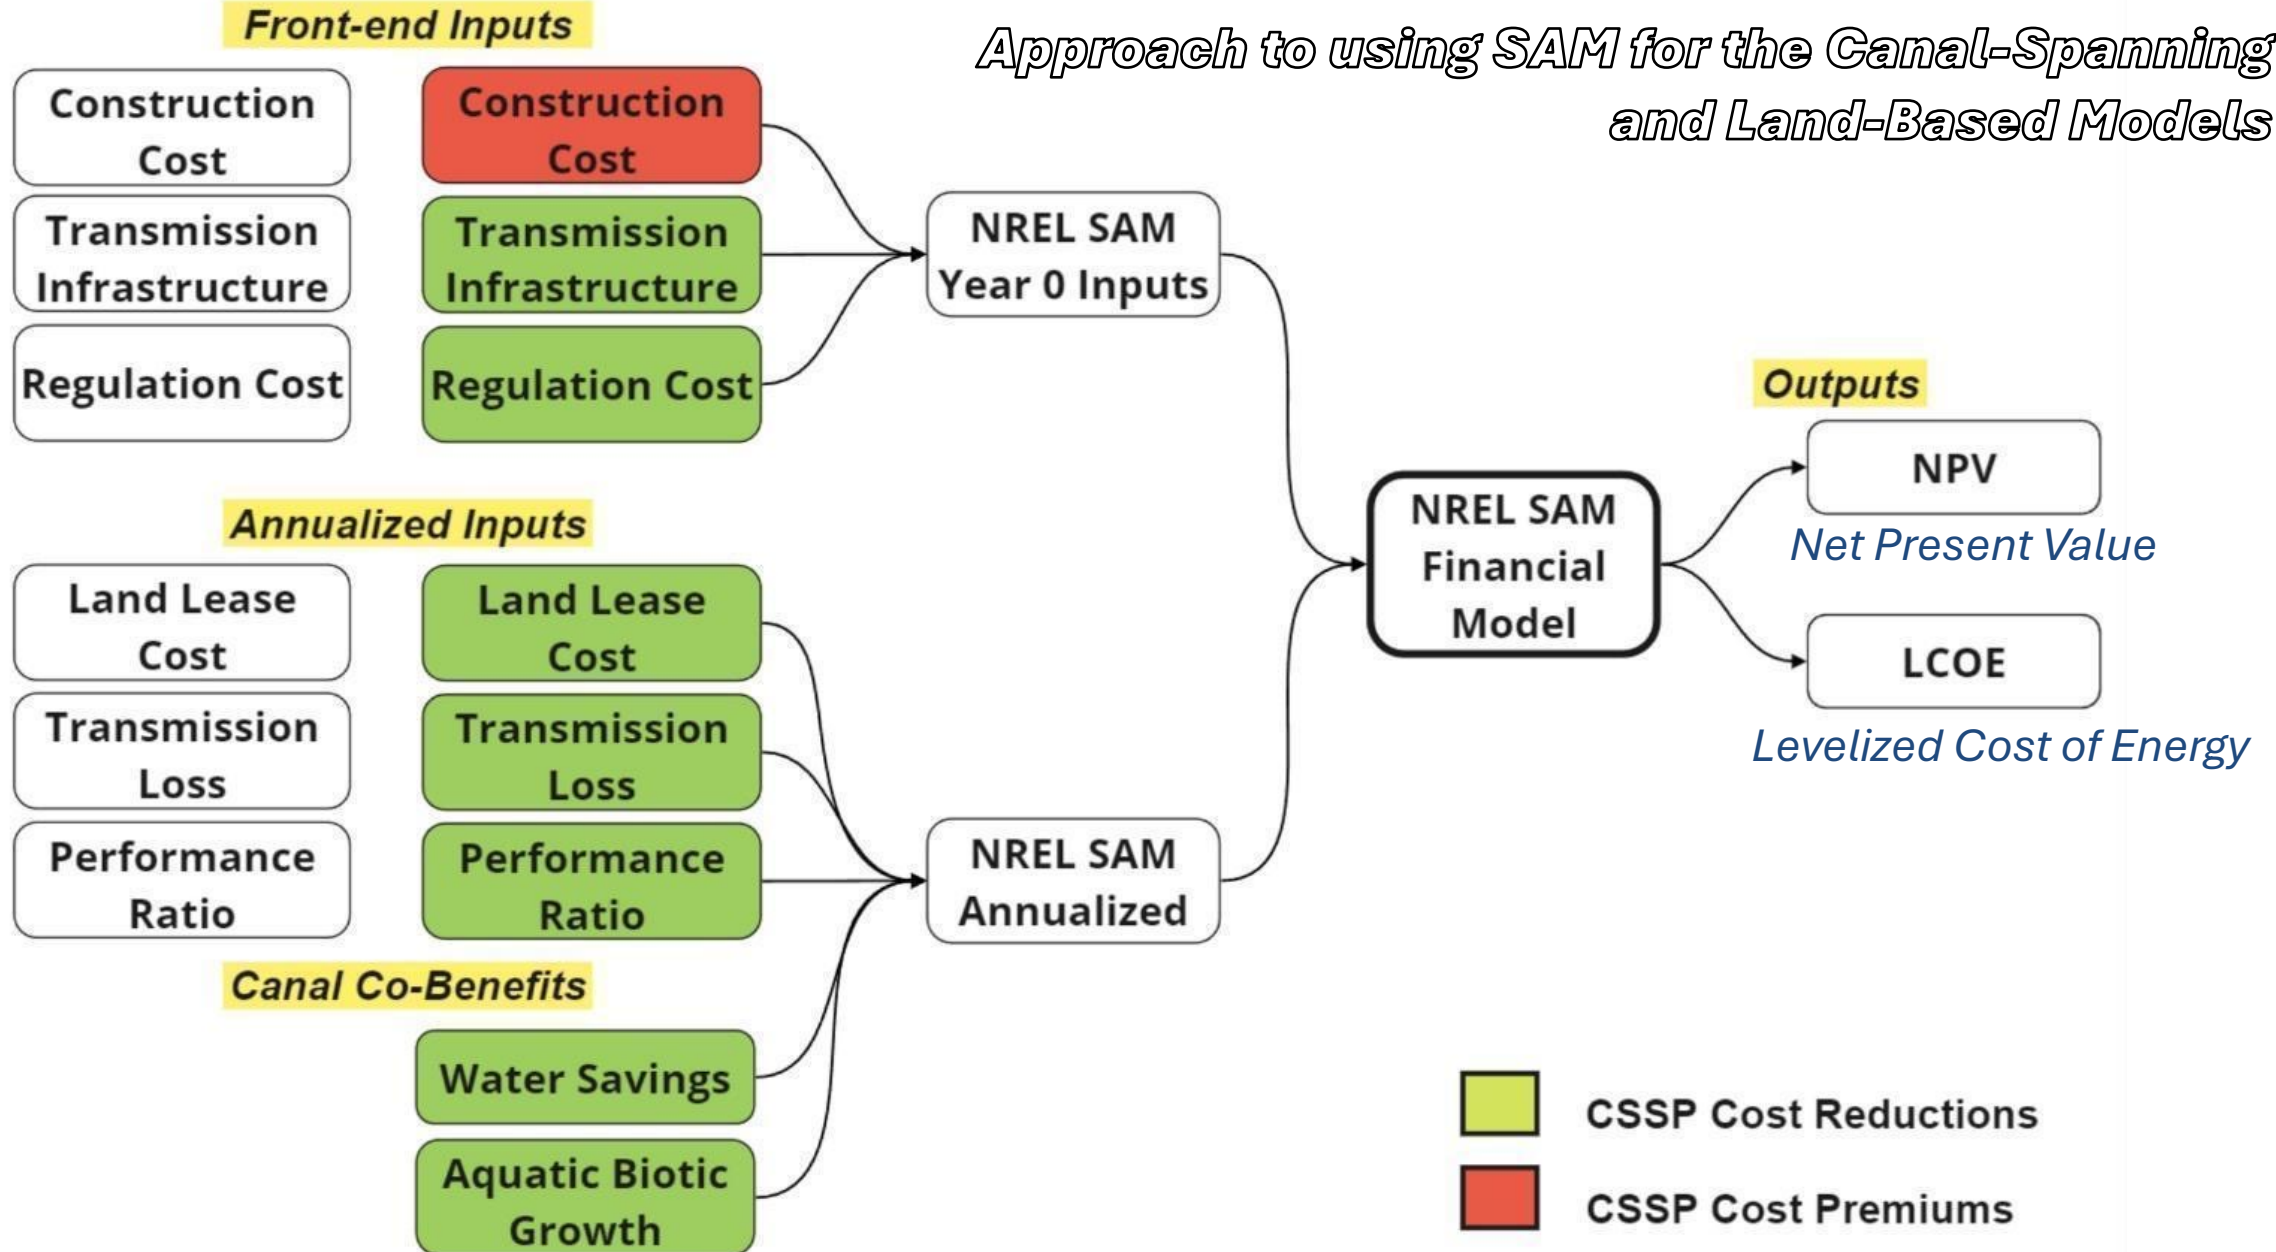 Approach to using SAM for the Canal-Spanning
and Land-Based Models
Front-end Inputs
Construction
Cost
Transmission
Infrastructure
Regulation Cost
Construction
Cost
Transmission
Infrastructure
Regulation Cost
Annualized Inputs
Land Lease
Cost
Transmission
Loss
Performance
Ratio
Land Lease
Cost
Transmission
Loss
Performance
Ratio
Canal Co-Benefits
Water Savings
Aquatic Biotic
Growth
NREL SAM
Year 0 Inputs
NREL SAM
Annualized
NREL SAM
Financial
Model
Outputs
NPV
Net Present Value
LCOE
Levelized Cost of Energy
CSSP Cost Reductions
CSSP Cost Premiums